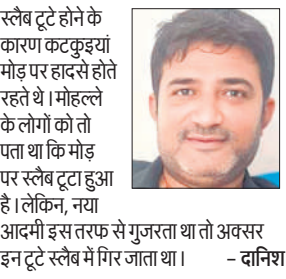 स्लैब टूटे होने के
कारण कटकुइयां
मोड़ पर हादसे होते
रहते थे। मोहल्ले
के लोगों को तो
पता था कि मोड़
पर स्लैब टूटा हुआ
है। लेकिन, नया
आदमी इस तरफ से गुजरता था तो अक्सर
इन टूटे स्लैब में गिर जाता था। – दानिश